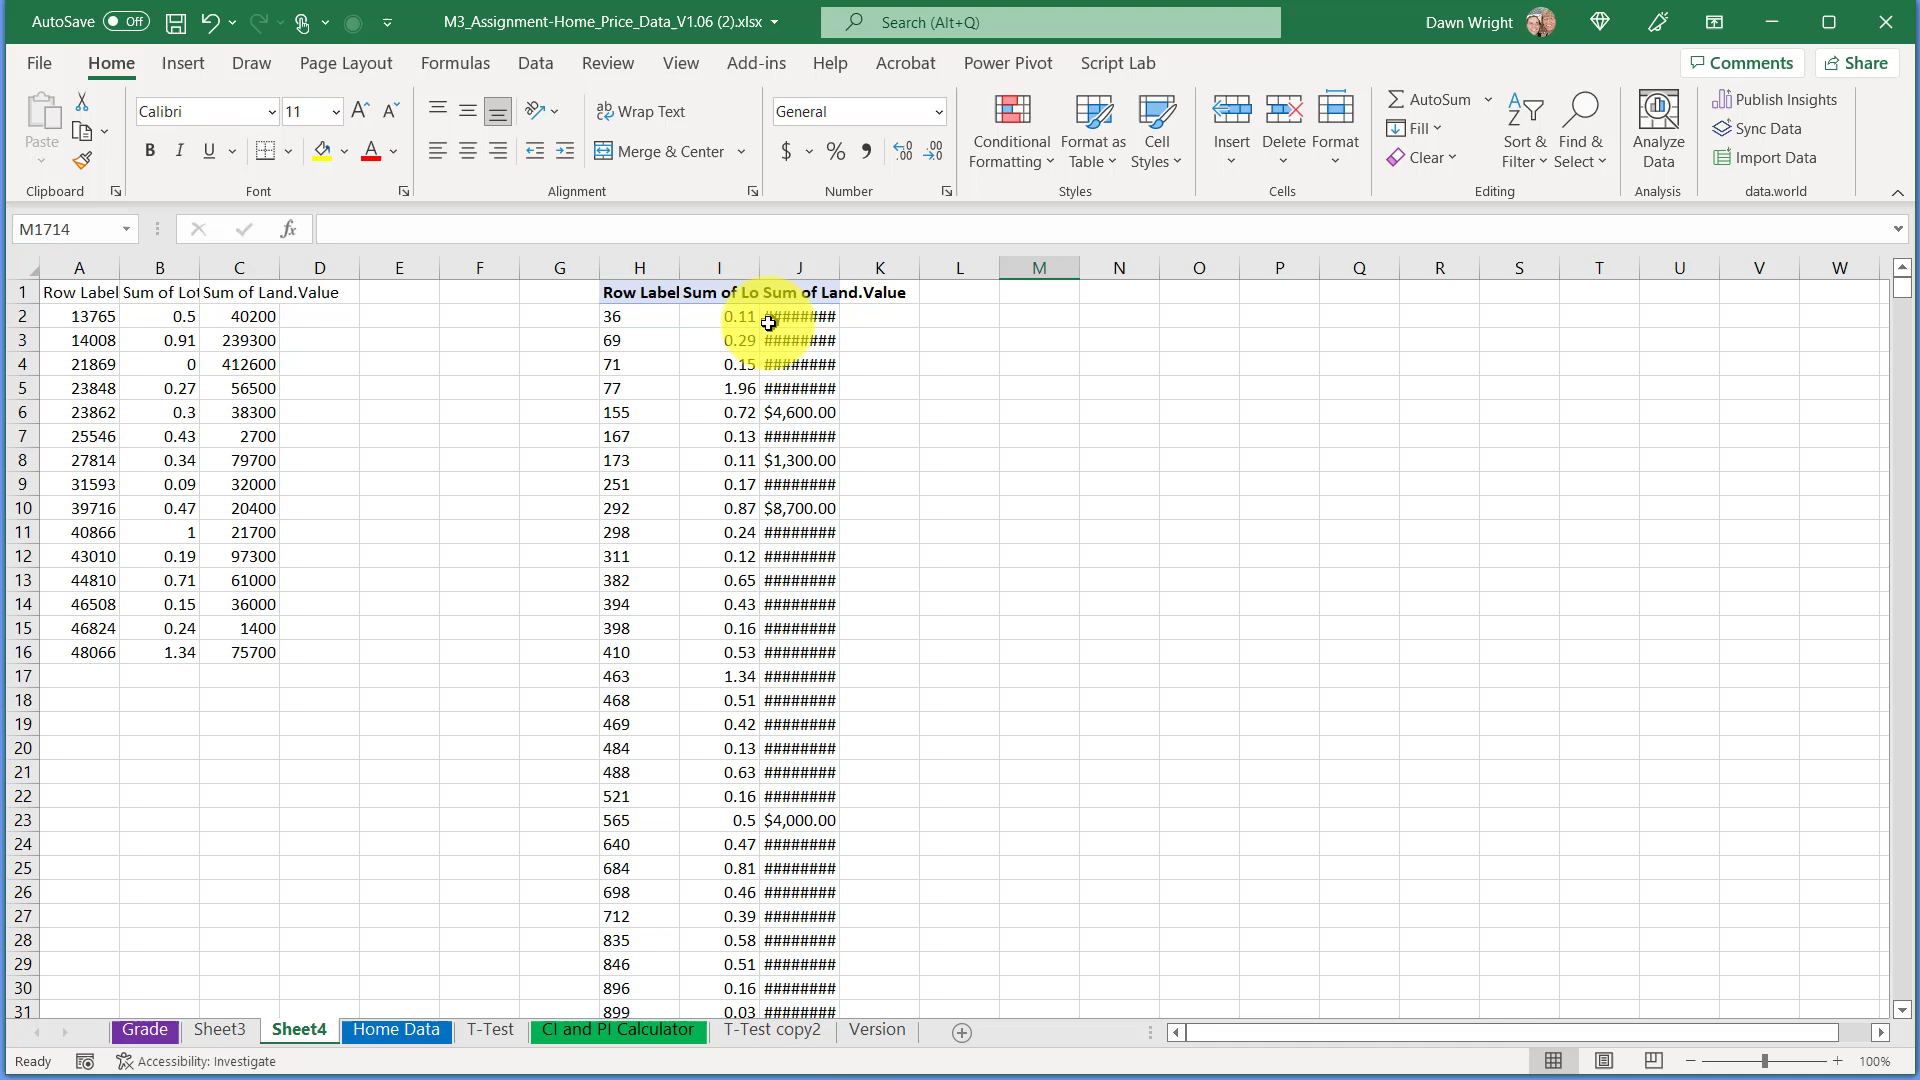 AutoSave Off M3_Assignment-Home_Price_Data_V1.06 (2).xlsx Search (Alt+Q) Dawn Wright
File Home Insert Draw Page Layout Formulas Data Review View Add-ins Help Acrobat Power Pivot Script Lab Comments Share
Paste Calibri 11 Wrap Text General Conditional Formatting Format as Table Cell Styles Insert Delete Format AutoSum Sort & Filter Find & Select Analyze Data Publish Insights
Fill Sync Data
B I U Merge & Center $ % Clear Import Data
Clipboard Font Alignment Number Styles Cells Editing Analysis data.world
M1714 fx
A B C D E F G H I J K L M N O P Q R S T U V W
1 Row Label Sum of Lot Sum of Land.Value Row Label Sum of Lo Sum of Land.Value
2 13765 0.5 40200 36 0.11 ########
3 14008 0.91 239300 69 0.29 ########
4 21869 0 412600 71 0.15 ########
5 23848 0.27 56500 77 1.96 ########
6 23862 0.3 38300 155 0.72 $4,600.00
7 25546 0.43 2700 167 0.13 ########
8 27814 0.34 79700 173 0.11 $1,300.00
9 31593 0.09 32000 251 0.17 ########
10 39716 0.47 20400 292 0.87 $8,700.00
11 40866 1 21700 298 0.24 ########
12 43010 0.19 97300 311 0.12 ########
13 44810 0.71 61000 382 0.65 ########
14 46508 0.15 36000 394 0.43 ########
15 46824 0.24 1400 398 0.16 ########
16 48066 1.34 75700 410 0.53 ########
17 463 1.34 ########
18 468 0.51 ########
19 469 0.42 ########
20 484 0.13 ########
21 488 0.63 ########
22 521 0.16 ########
23 565 0.5 $4,000.00
24 640 0.47 ########
25 684 0.81 ########
26 698 0.46 ########
27 712 0.39 ########
28 835 0.58 ########
29 846 0.51 ########
30 896 0.16 ########
31 899 0.03 ########
Grade Sheet3 Sheet4 Home Data T-Test CI and PI Calculator T-Test copy2 Version
Ready Accessibility: Investigate 100%